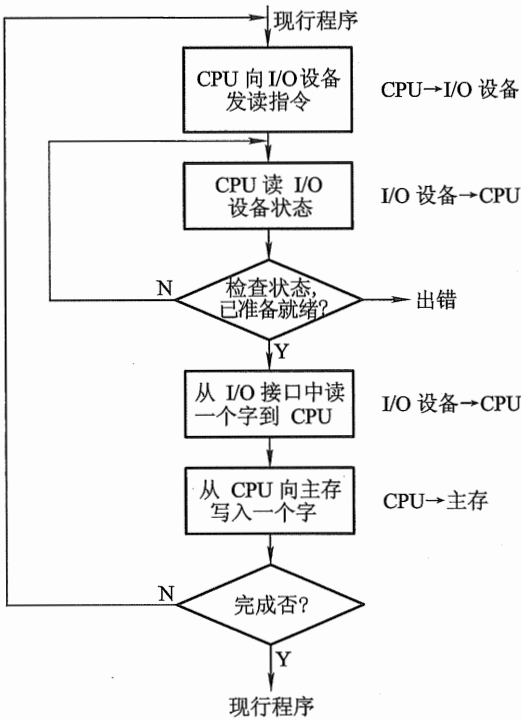 现行程序
CPU 向 I/O 设备
发读指令
CPU→I/O 设备
CPU 读 I/O
设备状态
I/O 设备→CPU
N
检查状态,
已准备就绪?
出错
Y
从 I/O 接口中读
一个字到 CPU
I/O 设备→CPU
从 CPU 向主存
写入一个字
CPU→主存
N
完成否?
Y
现行程序